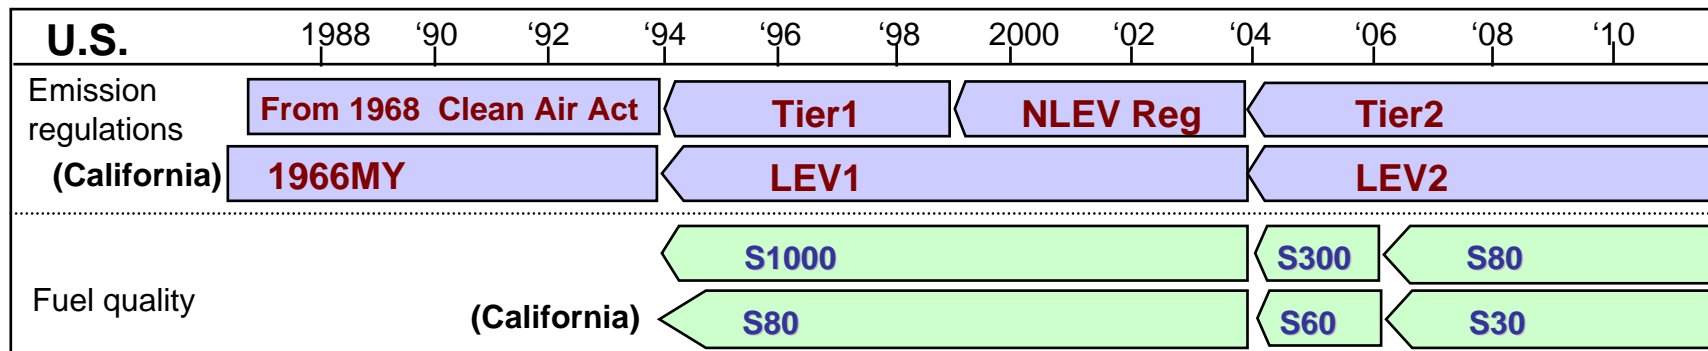 U.S. 1988 ‘90 ‘92 ‘94 ‘96 ‘98 2000 ‘02 ‘04 ‘06 ‘08 ‘10
Emission
regulations
From 1968 Clean Air Act Tier1 NLEV Reg Tier2
(California) 1966MY LEV1 LEV2
S1000 S300 S80
Fuel quality
(California) S80 S60 S30